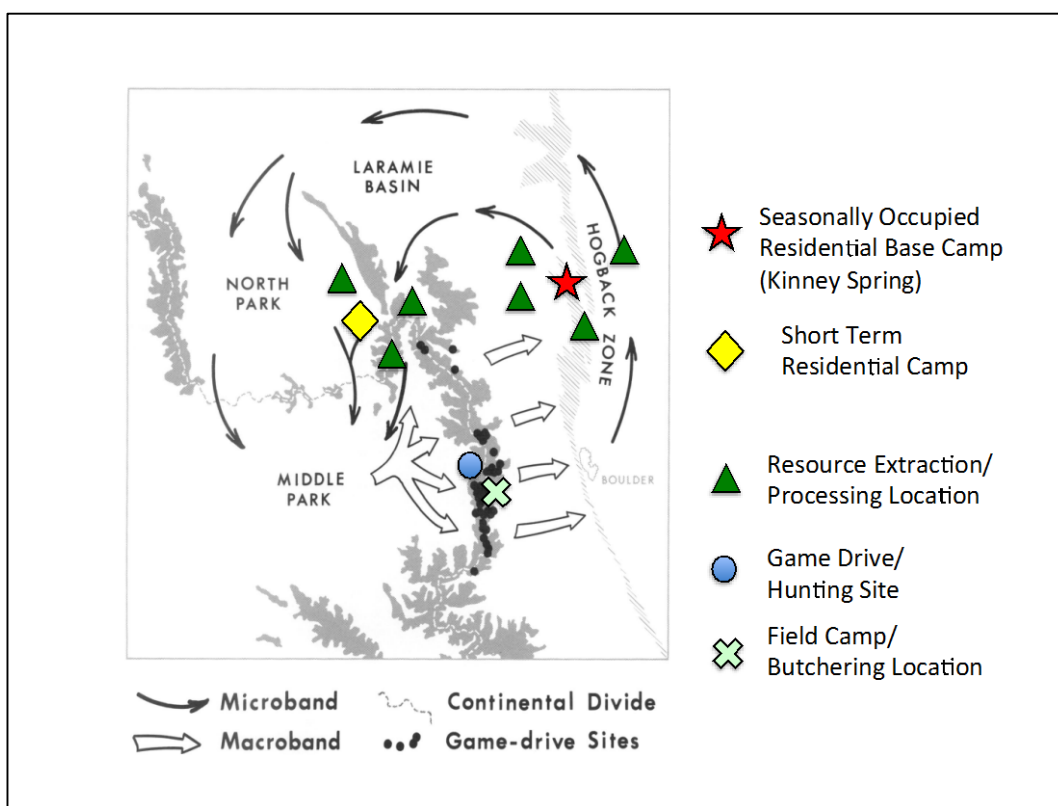 LARAMIE
BASIN
NORTH
PARK
HOGBACK ZONE
MIDDLE
PARK
BOULDER
Seasonally Occupied
Residential Base Camp
(Kinney Spring)
Short Term
Residential Camp
Resource Extraction/
Processing Location
Game Drive/
Hunting Site
Field Camp/
Butchering Location
Microband
Continental Divide
Macroband
Game-drive Sites